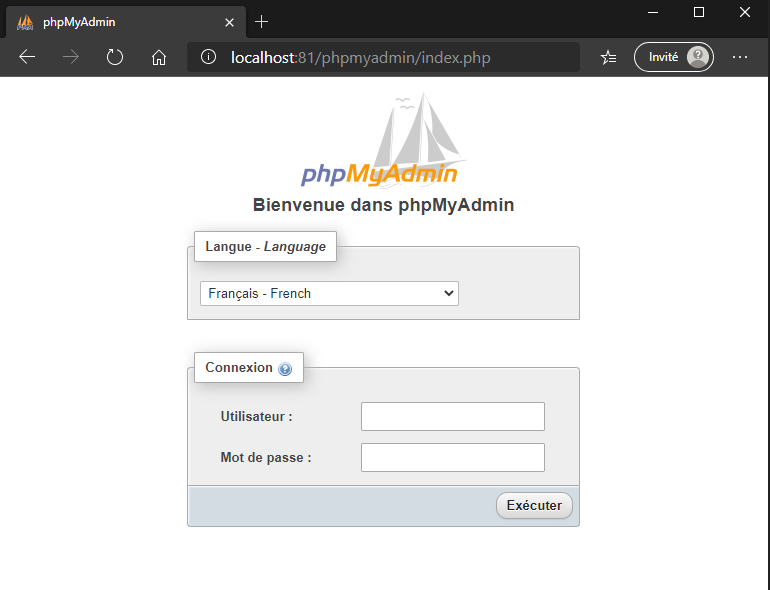 phpMyAdmin
localhost:81/phpmyadmin/index.php
Invité
phpMyAdmin
Bienvenue dans phpMyAdmin
Langue - Language
Français - French
Connexion
Utilisateur :
Mot de passe :
Exécuter